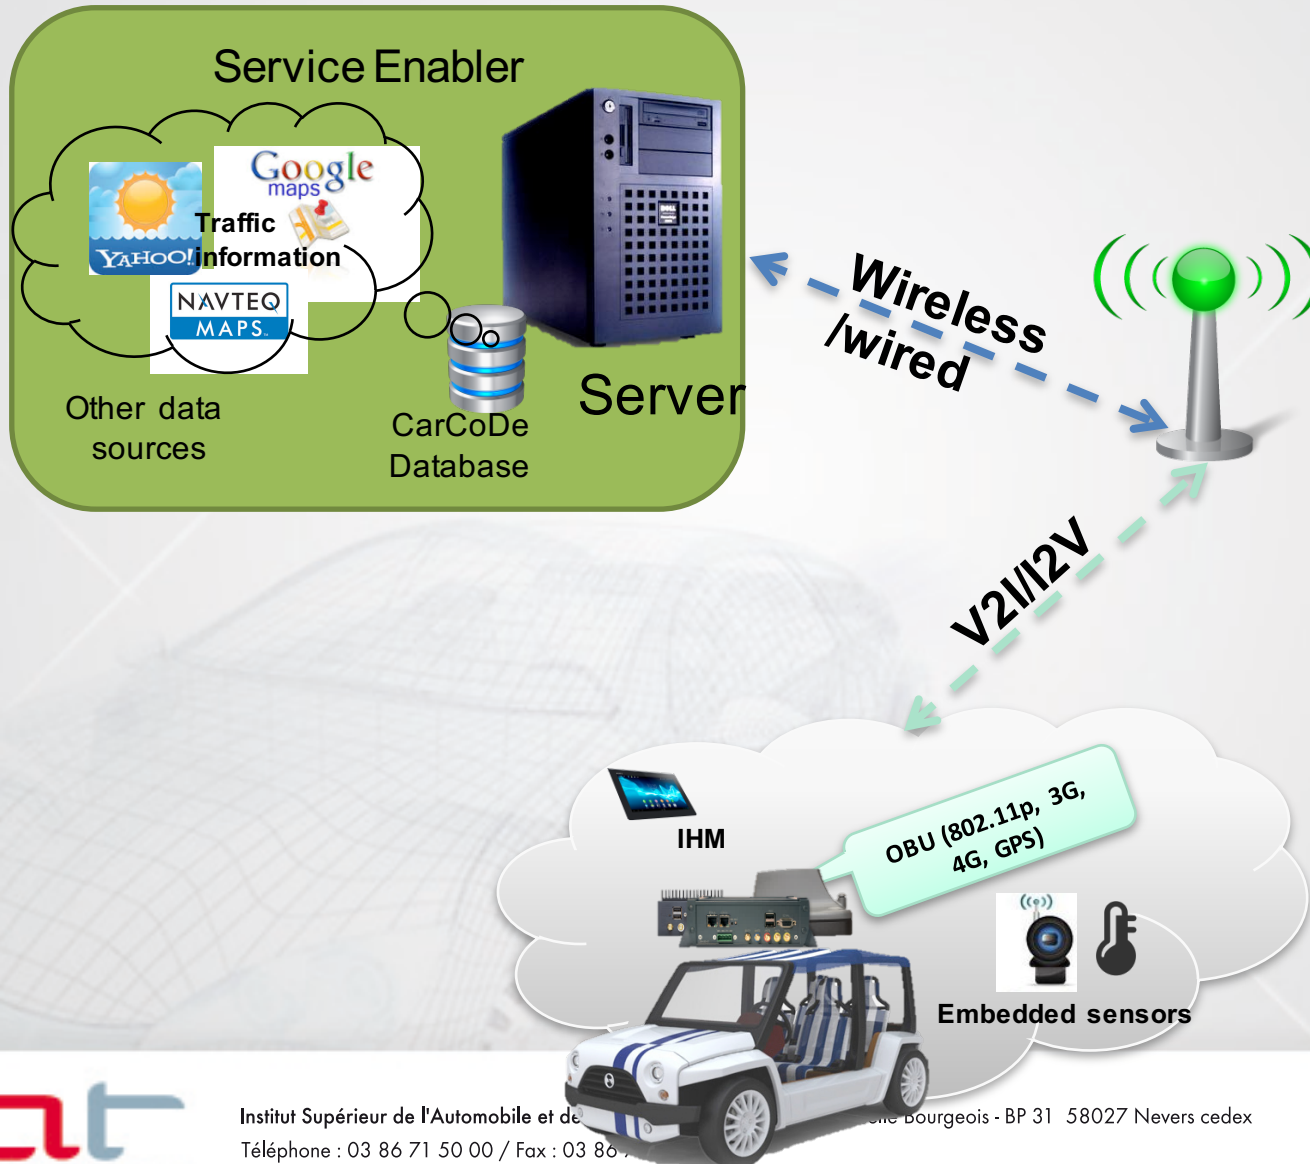 Service Enabler
Google
maps
Traffic
information
YAHOO!
NAVTEQ
MAPS
DELL
Other data
sources
CarCoDe
Database
Server
Wireless
/wired
V2I/I2V
IHM
OBU (802.11p, 3G,
4G, GPS)
Embedded sensors
at
Institut Supérieur de l'Automobile et de Bourgeois - BP 31 58027 Nevers cedex
Téléphone : 03 86 71 50 00 / Fax : 03 86